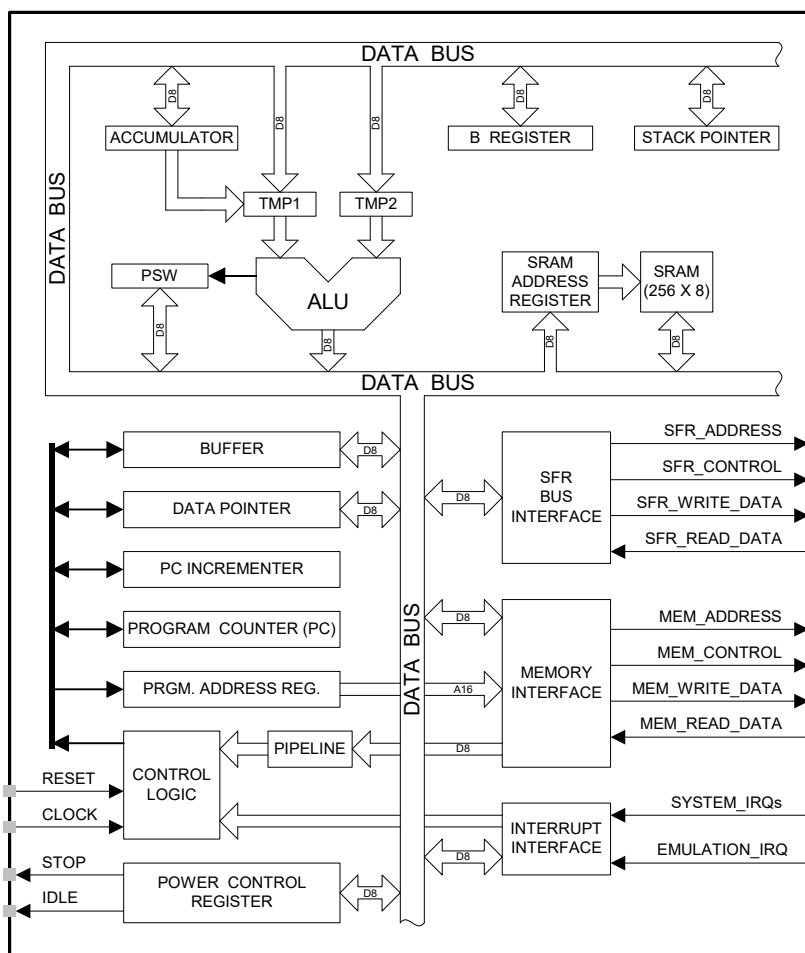 DATA BUS
D8
D8
D8
D8
D8
ACCUMULATOR
B REGISTER
STACK POINTER
DATA BUS
TMP1
TMP2
PSW
ALU
SRAM
ADDRESS
REGISTER
SRAM
(256 X 8)
D8
D8
D8
D8
DATA BUS
BUFFER
D8
DATA POINTER
D8
PC INCREMENTER
PROGRAM COUNTER (PC)
PRGM. ADDRESS REG.
A16
DATA BUS
D8
SFR
BUS
INTERFACE
SFR_ADDRESS
SFR_CONTROL
SFR_WRITE_DATA
SFR_READ_DATA
D8
MEMORY
INTERFACE
MEM_ADDRESS
MEM_CONTROL
MEM_WRITE_DATA
MEM_READ_DATA
CONTROL
LOGIC
PIPELINE
D8
RESET
CLOCK
INTERRUPT
INTERFACE
D8
SYSTEM_IRQs
EMULATION_IRQ
STOP
IDLE
POWER CONTROL
REGISTER
D8